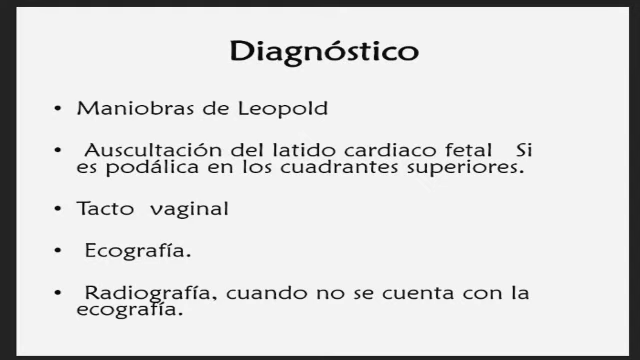 Diagnóstico
• Maniobras de Leopold
• Auscultación del latido cardiaco fetal Si
es podálica en los cuadrantes superiores.
• Tacto vaginal
• Ecografía.
• Radiografía, cuando no se cuenta con la
ecografía.